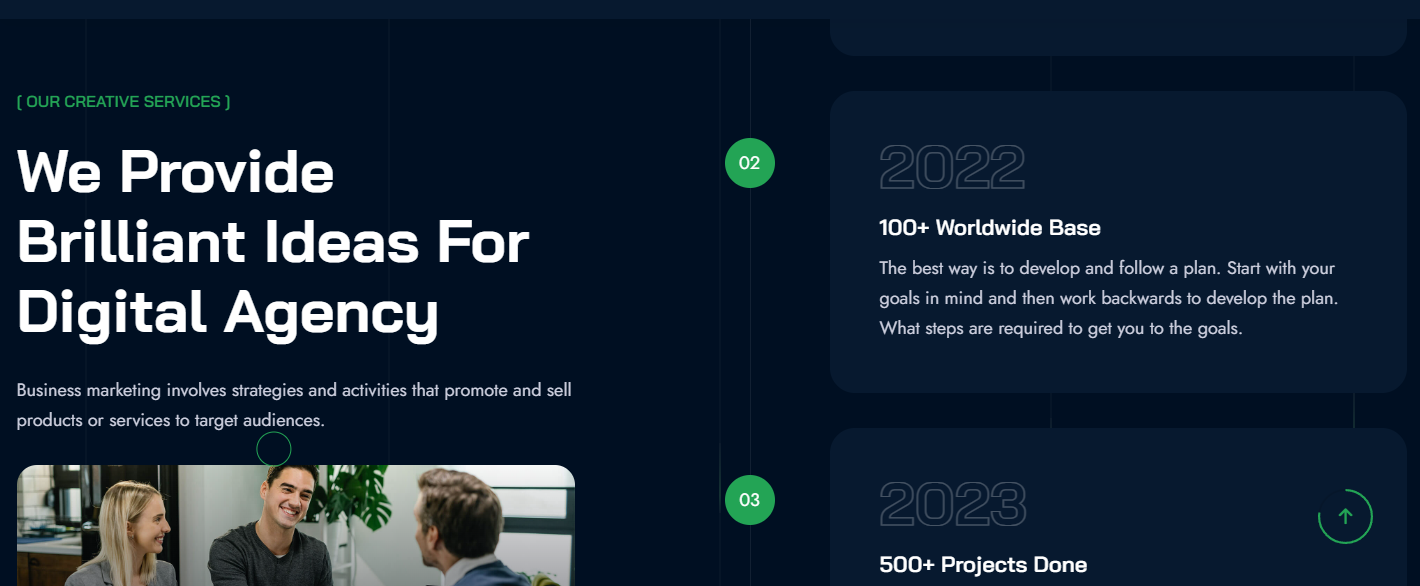 [ OUR CREATIVE SERVICES ]
We Provide
Brilliant Ideas For
Digital Agency
Business marketing involves strategies and activities that promote and sell
products or services to target audiences.
02
2022
100+ Worldwide Base
The best way is to develop and follow a plan. Start with your
goals in mind and then work backwards to develop the plan.
What steps are required to get you to the goals.
03
2023
500+ Projects Done